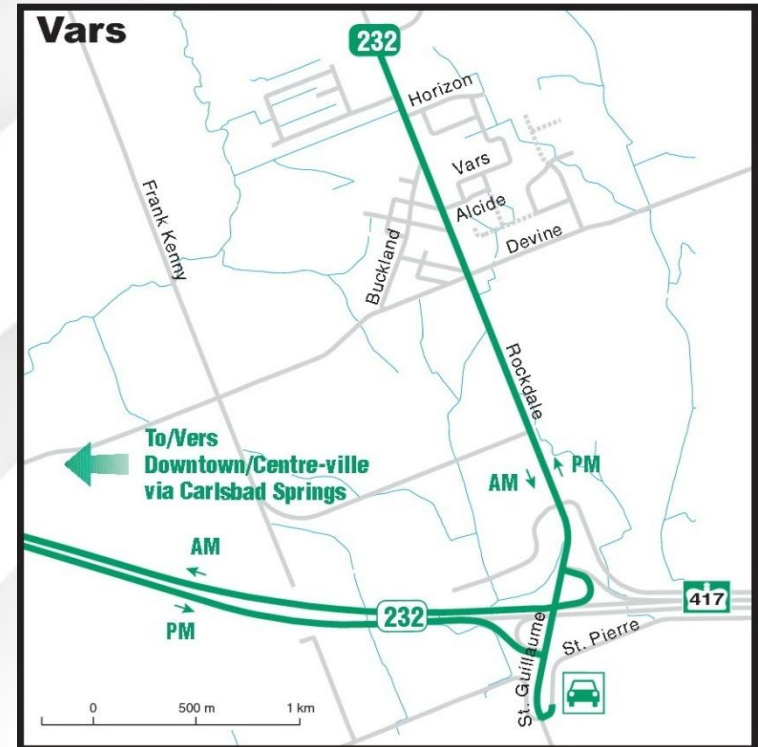 Vars
232
Horizon
Vars
Alcide
Devine
Buckland
Frank Kenny
Rockdale
To/Vers
Downtown/Centre-ville
via Carlsbad Springs
AM
PM
AM
PM
232
417
St. Guillaume
St. Pierre
0 500 m 1 km